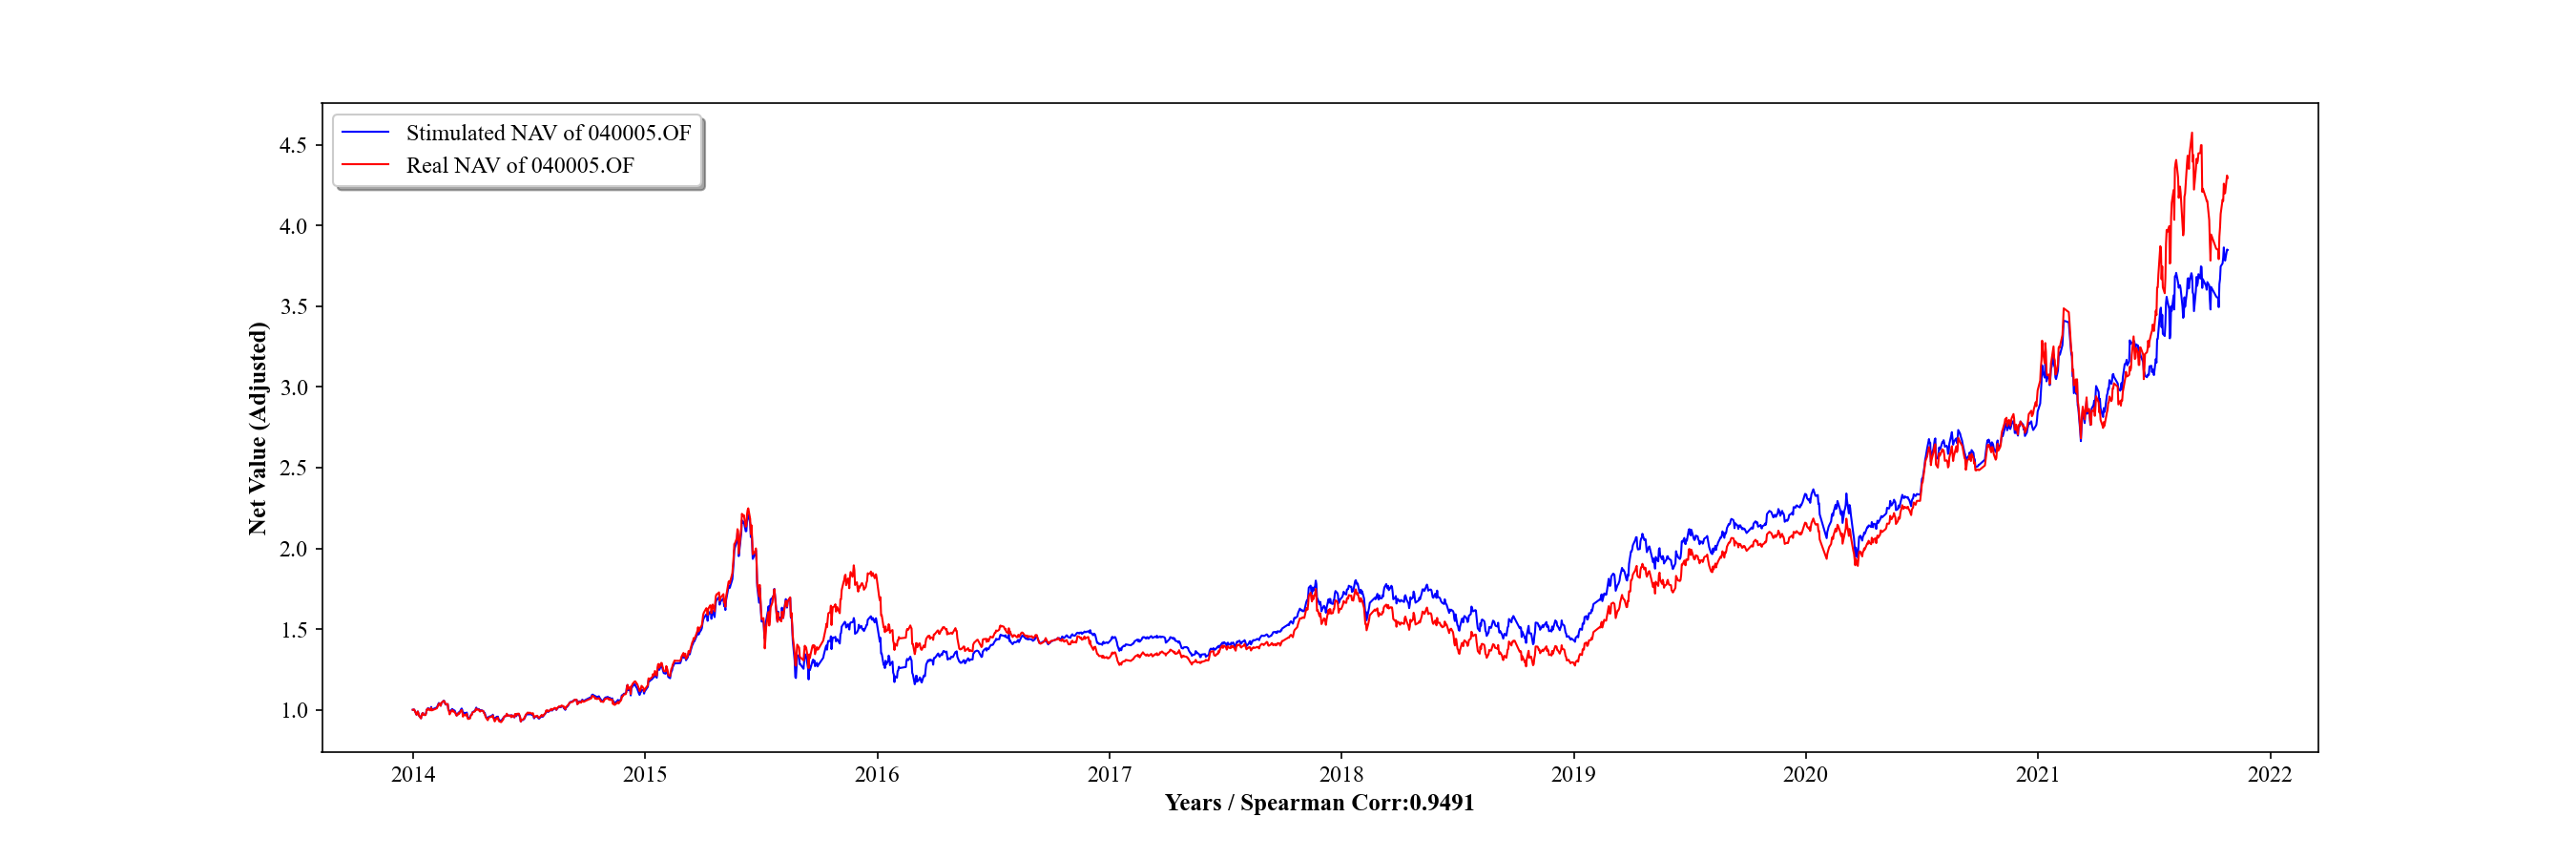 Stimulated NAV of 040005.OF
Real NAV of 040005.OF
Net Value (Adjusted)
4.5
4.0
3.5
3.0
2.5
2.0
1.5
1.0
2014 2015 2016 2017 2018 2019 2020 2021 2022
Years / Spearman Corr:0.9491